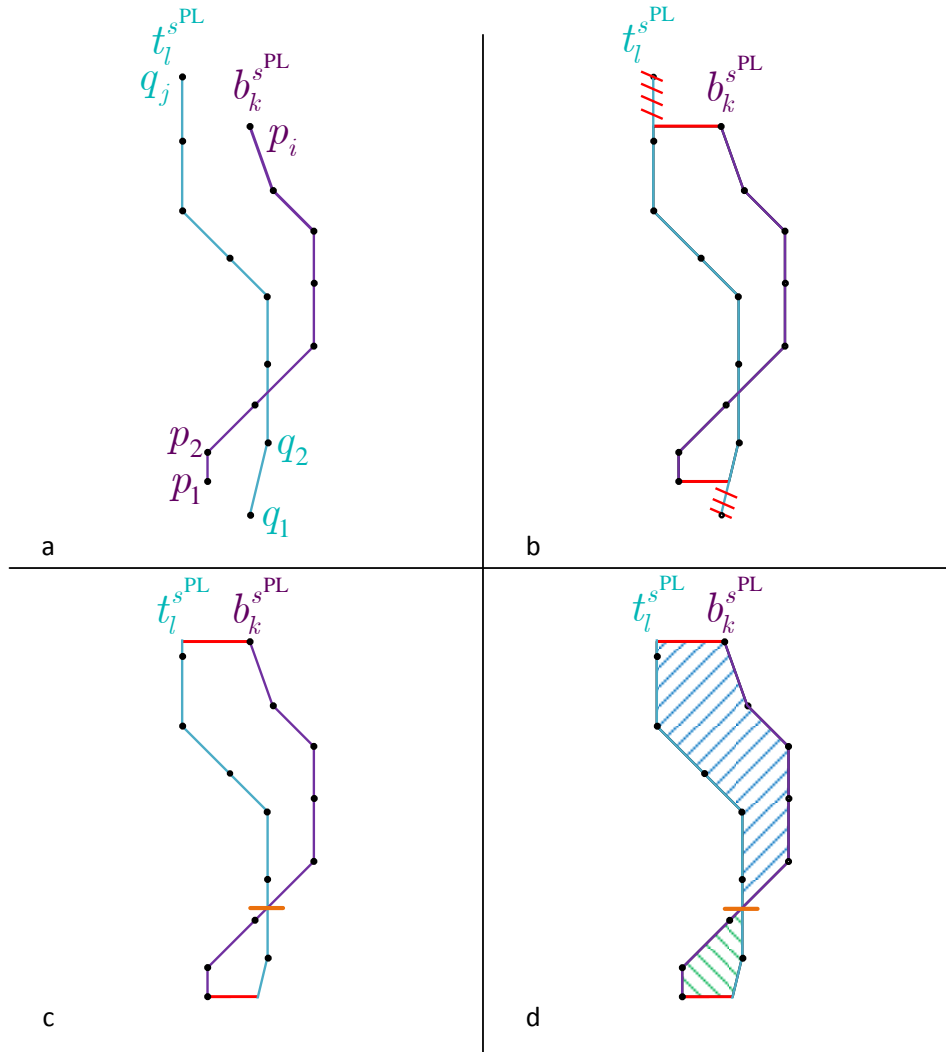 t_l^{s^{PL}}
q_j
b_k^{s^{PL}}
p_i
p_2
p_1
q_2
q_1
a
t_l^{s^{PL}}
b_k^{s^{PL}}
b
t_l^{s^{PL}} b_k^{s^{PL}}
c
t_l^{s^{PL}} b_k^{s^{PL}}
d